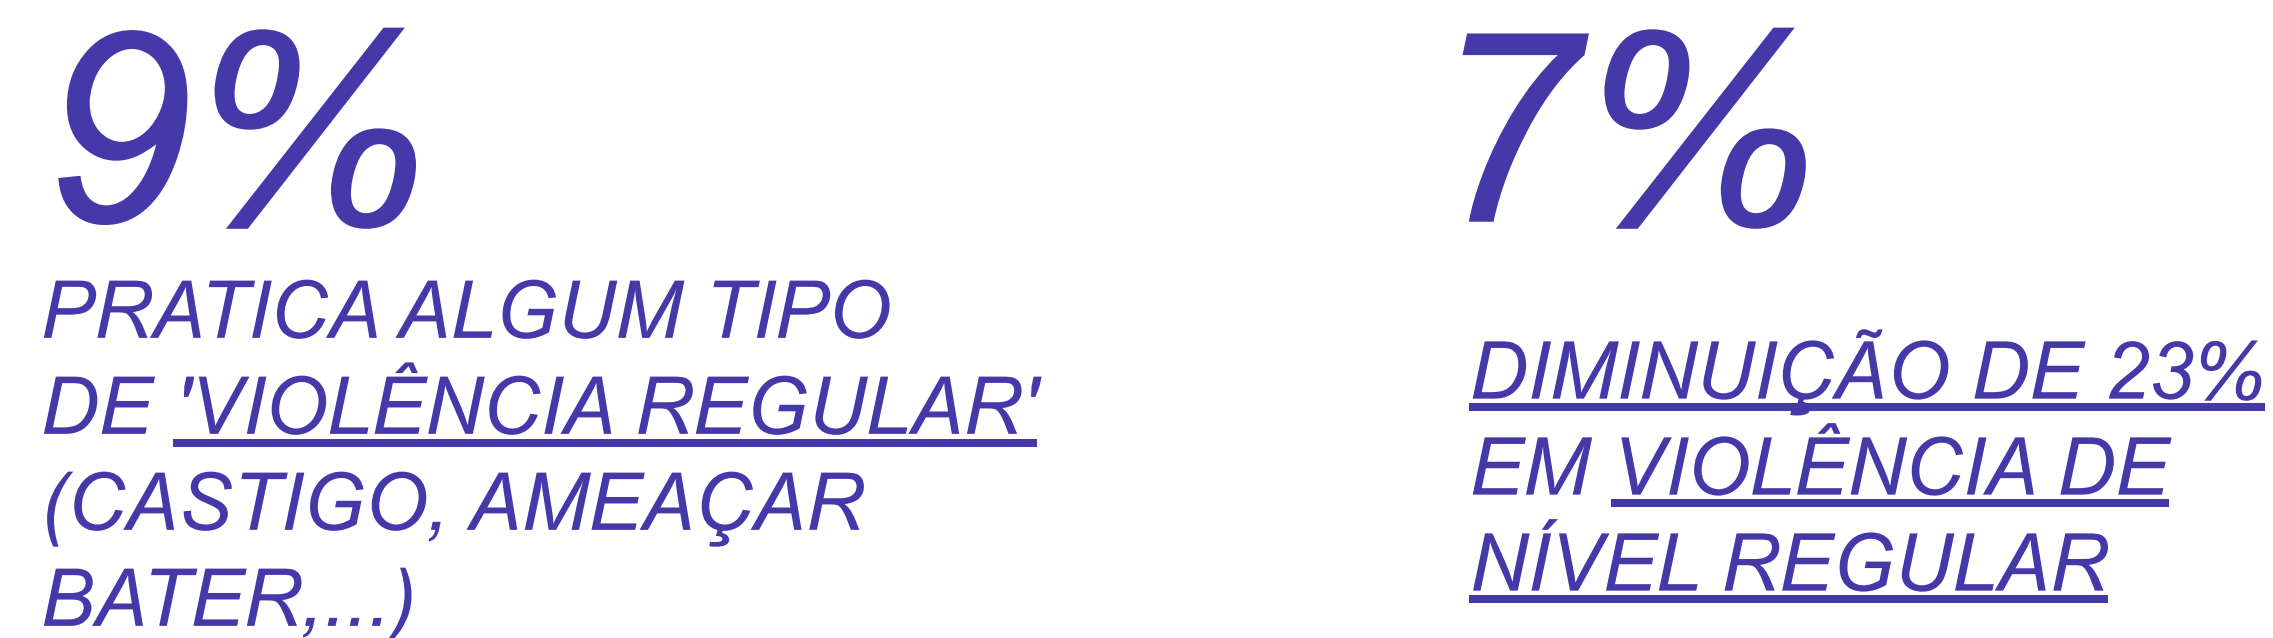 9%
PRATICA ALGUM TIPO
DE 'VIOLÊNCIA REGULAR'
(CASTIGO, AMEAÇAR
BATER,...)
7%
DIMINUIÇÃO DE 23%
EM VIOLÊNCIA DE
NÍVEL REGULAR